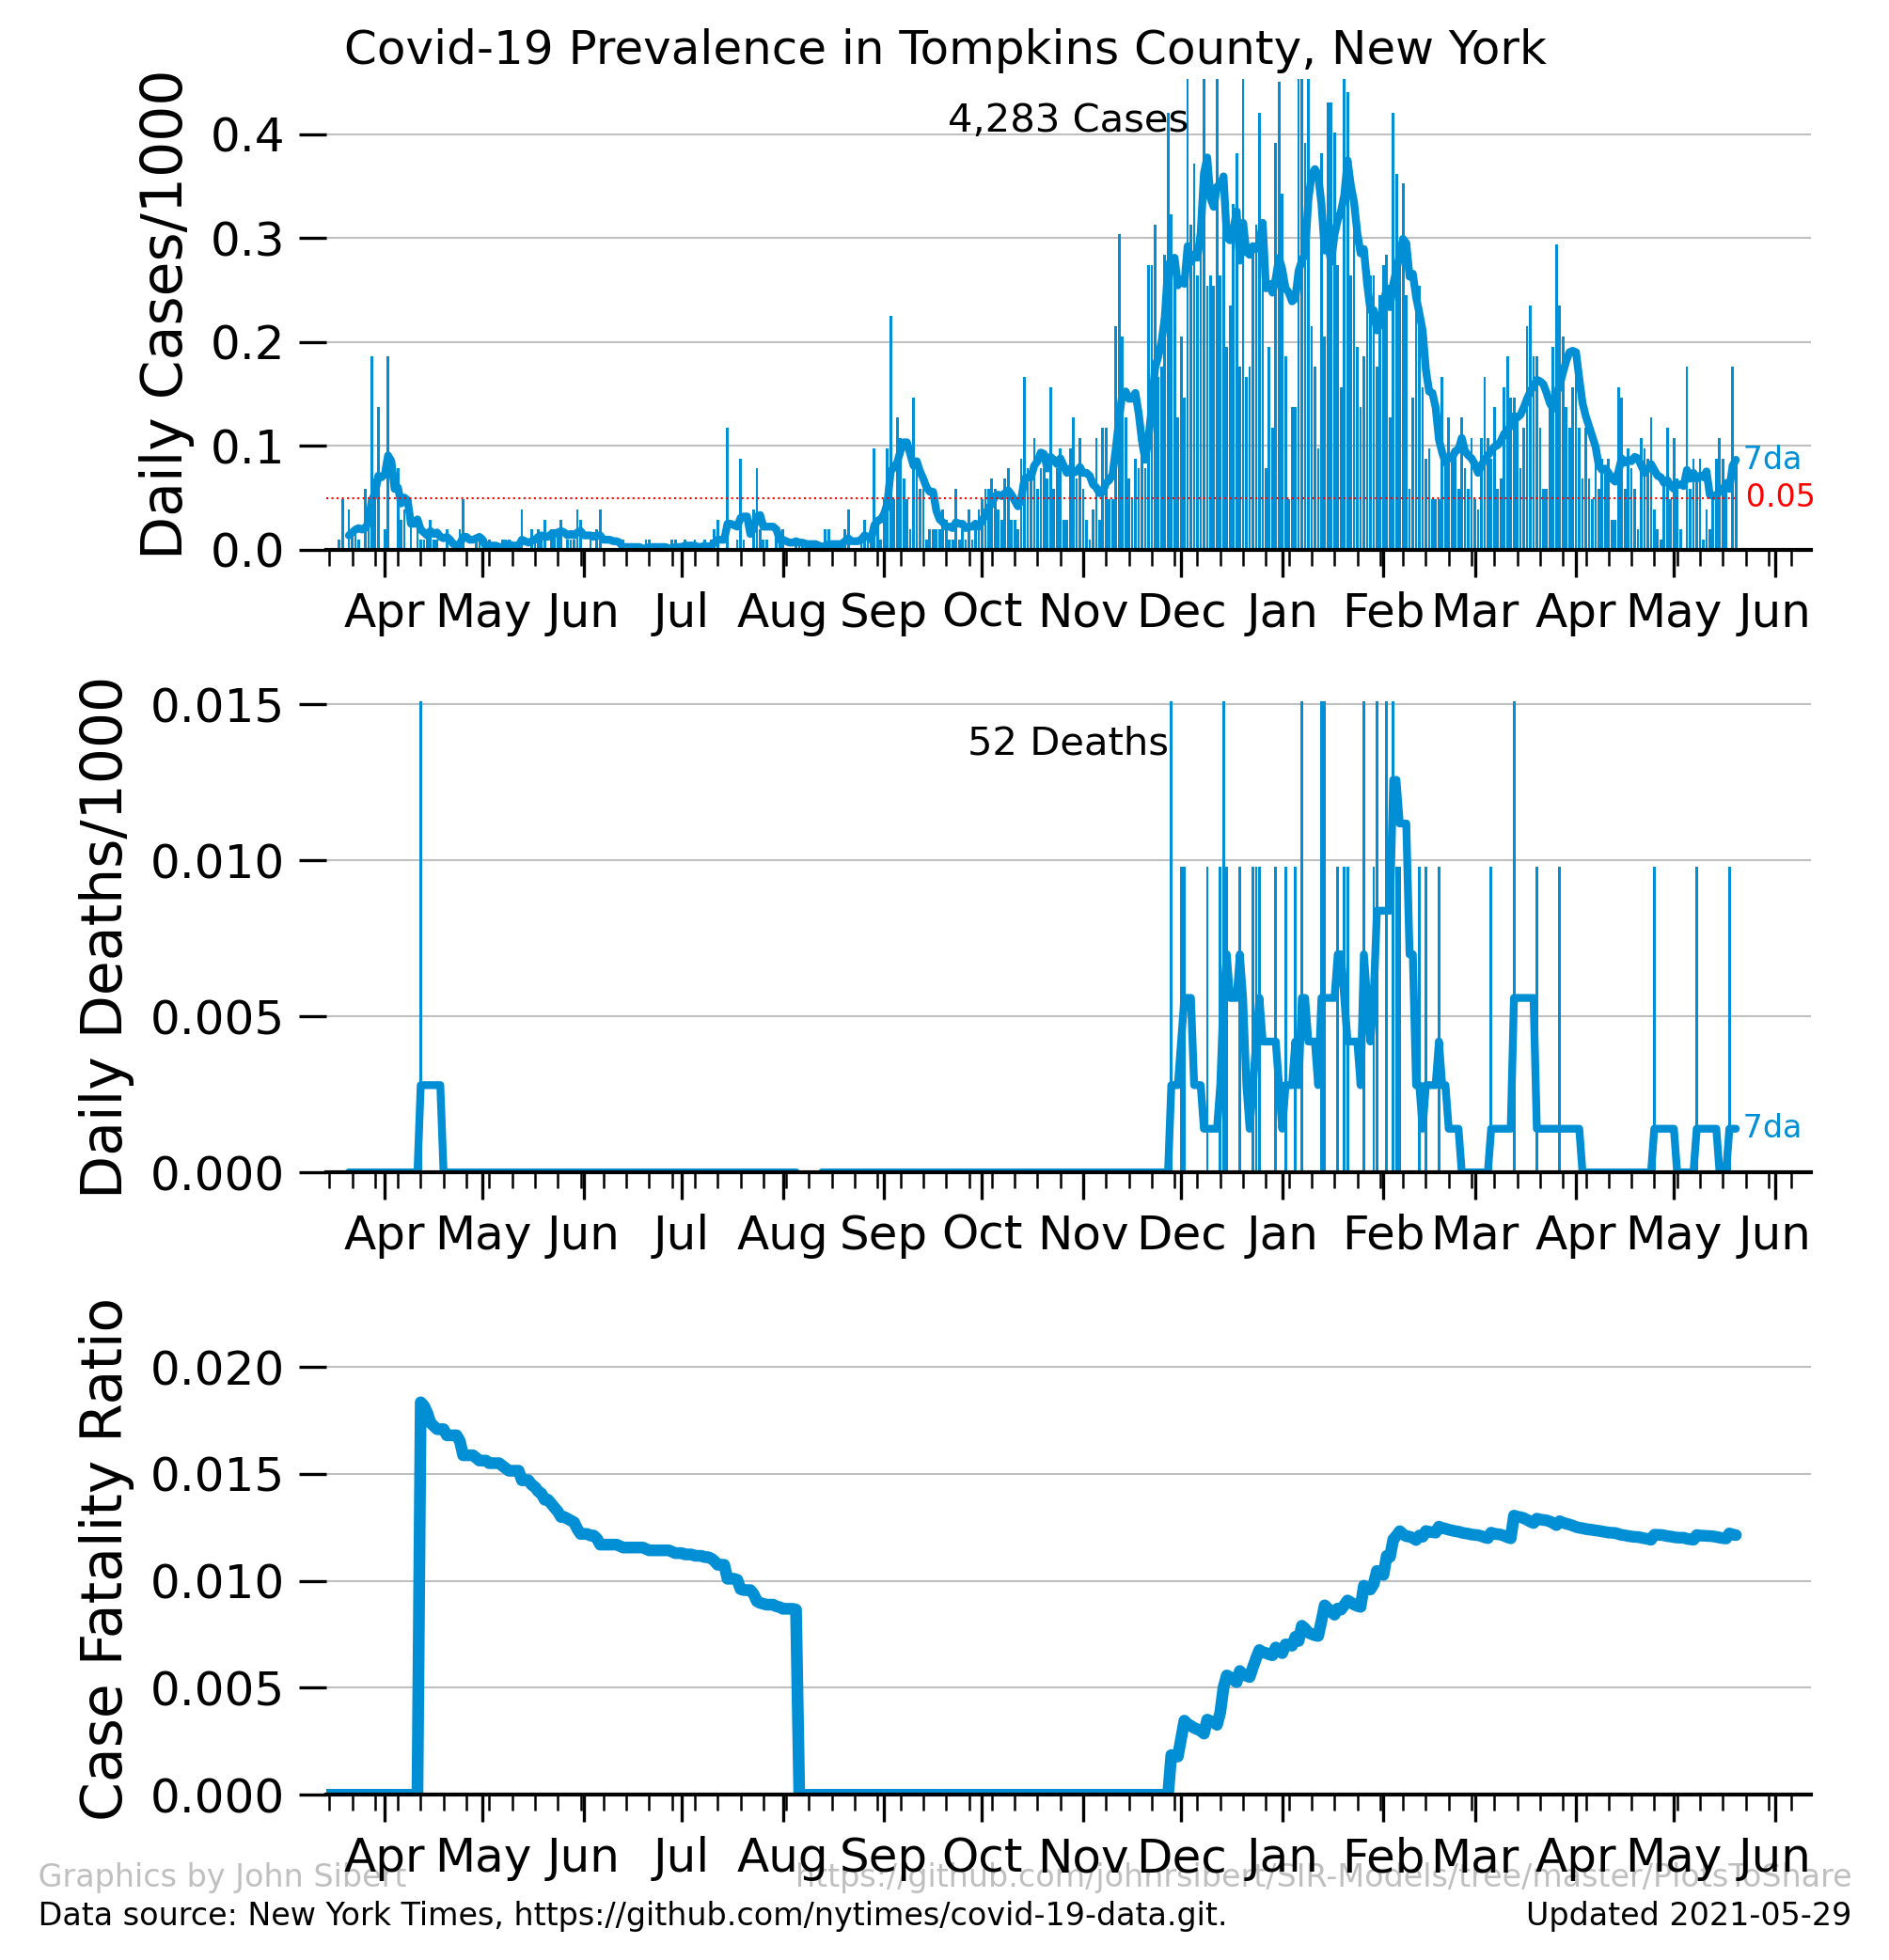 Covid-19 Prevalence in Tompkins County, New York
Daily Cases/1000
4,283 Cases
0.4
0.3
0.2
0.1
0.0
7da
0.05
Apr May Jun Jul Aug Sep Oct Nov Dec Jan Feb Mar Apr May Jun
Daily Deaths/1000
52 Deaths
0.015
0.010
0.005
0.000
7da
Apr May Jun Jul Aug Sep Oct Nov Dec Jan Feb Mar Apr May Jun
Case Fatality Ratio
0.020
0.015
0.010
0.005
0.000
Apr May Jun Jul Aug Sep Oct Nov Dec Jan Feb Mar Apr May Jun
Graphics by John Sibert https://github.com/johnrsibert/SIR-Models/tree/master/PlotsToShare
Data source: New York Times, https://github.com/nytimes/covid-19-data.git. Updated 2021-05-29